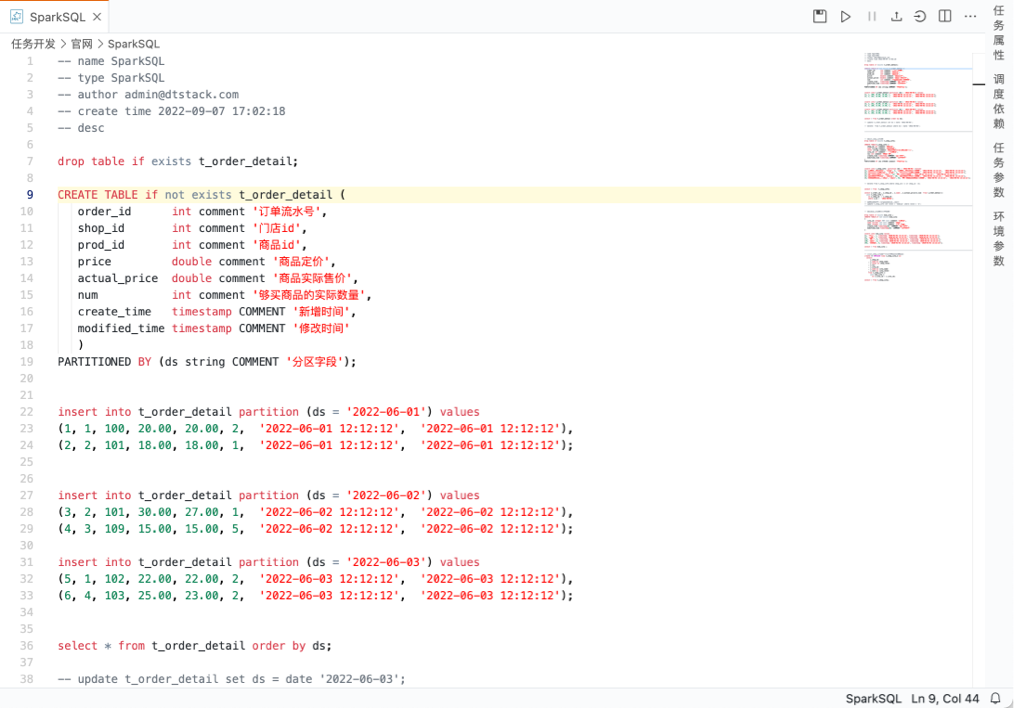 SparkSQL
任务开发 > 官网 > SparkSQL
1 -- name SparkSQL
2 -- type SparkSQL
3 -- author admin@dtstack.com
4 -- create time 2022-09-07 17:02:18
5 -- desc
6
7 drop table if exists t_order_detail;
8
9 CREATE TABLE if not exists t_order_detail (
10 order_id int comment '订单流水号',
11 shop_id int comment '门店id',
12 prod_id int comment '商品id',
13 price double comment '商品定价',
14 actual_price double comment '商品实际售价',
15 num int comment '够买商品的实际数量',
16 create_time timestamp COMMENT '新增时间',
17 modified_time timestamp COMMENT '修改时间'
18 )
19 PARTITIONED BY (ds string COMMENT '分区字段');
20
21
22 insert into t_order_detail partition (ds = '2022-06-01') values
23 (1, 1, 100, 20.00, 20.00, 2, '2022-06-01 12:12:12', '2022-06-01 12:12:12'),
24 (2, 2, 101, 18.00, 18.00, 1, '2022-06-01 12:12:12', '2022-06-01 12:12:12');
25
26
27 insert into t_order_detail partition (ds = '2022-06-02') values
28 (3, 2, 101, 30.00, 27.00, 1, '2022-06-02 12:12:12', '2022-06-02 12:12:12'),
29 (4, 3, 109, 15.00, 15.00, 5, '2022-06-02 12:12:12', '2022-06-02 12:12:12');
30
31 insert into t_order_detail partition (ds = '2022-06-03') values
32 (5, 1, 102, 22.00, 22.00, 2, '2022-06-03 12:12:12', '2022-06-03 12:12:12'),
33 (6, 4, 103, 25.00, 23.00, 2, '2022-06-03 12:12:12', '2022-06-03 12:12:12');
34
35
36 select * from t_order_detail order by ds;
37
38 -- update t_order_detail set ds = date '2022-06-03';
任务属性
调度依赖
任务参数
环境参数
SparkSQL Ln 9, Col 44